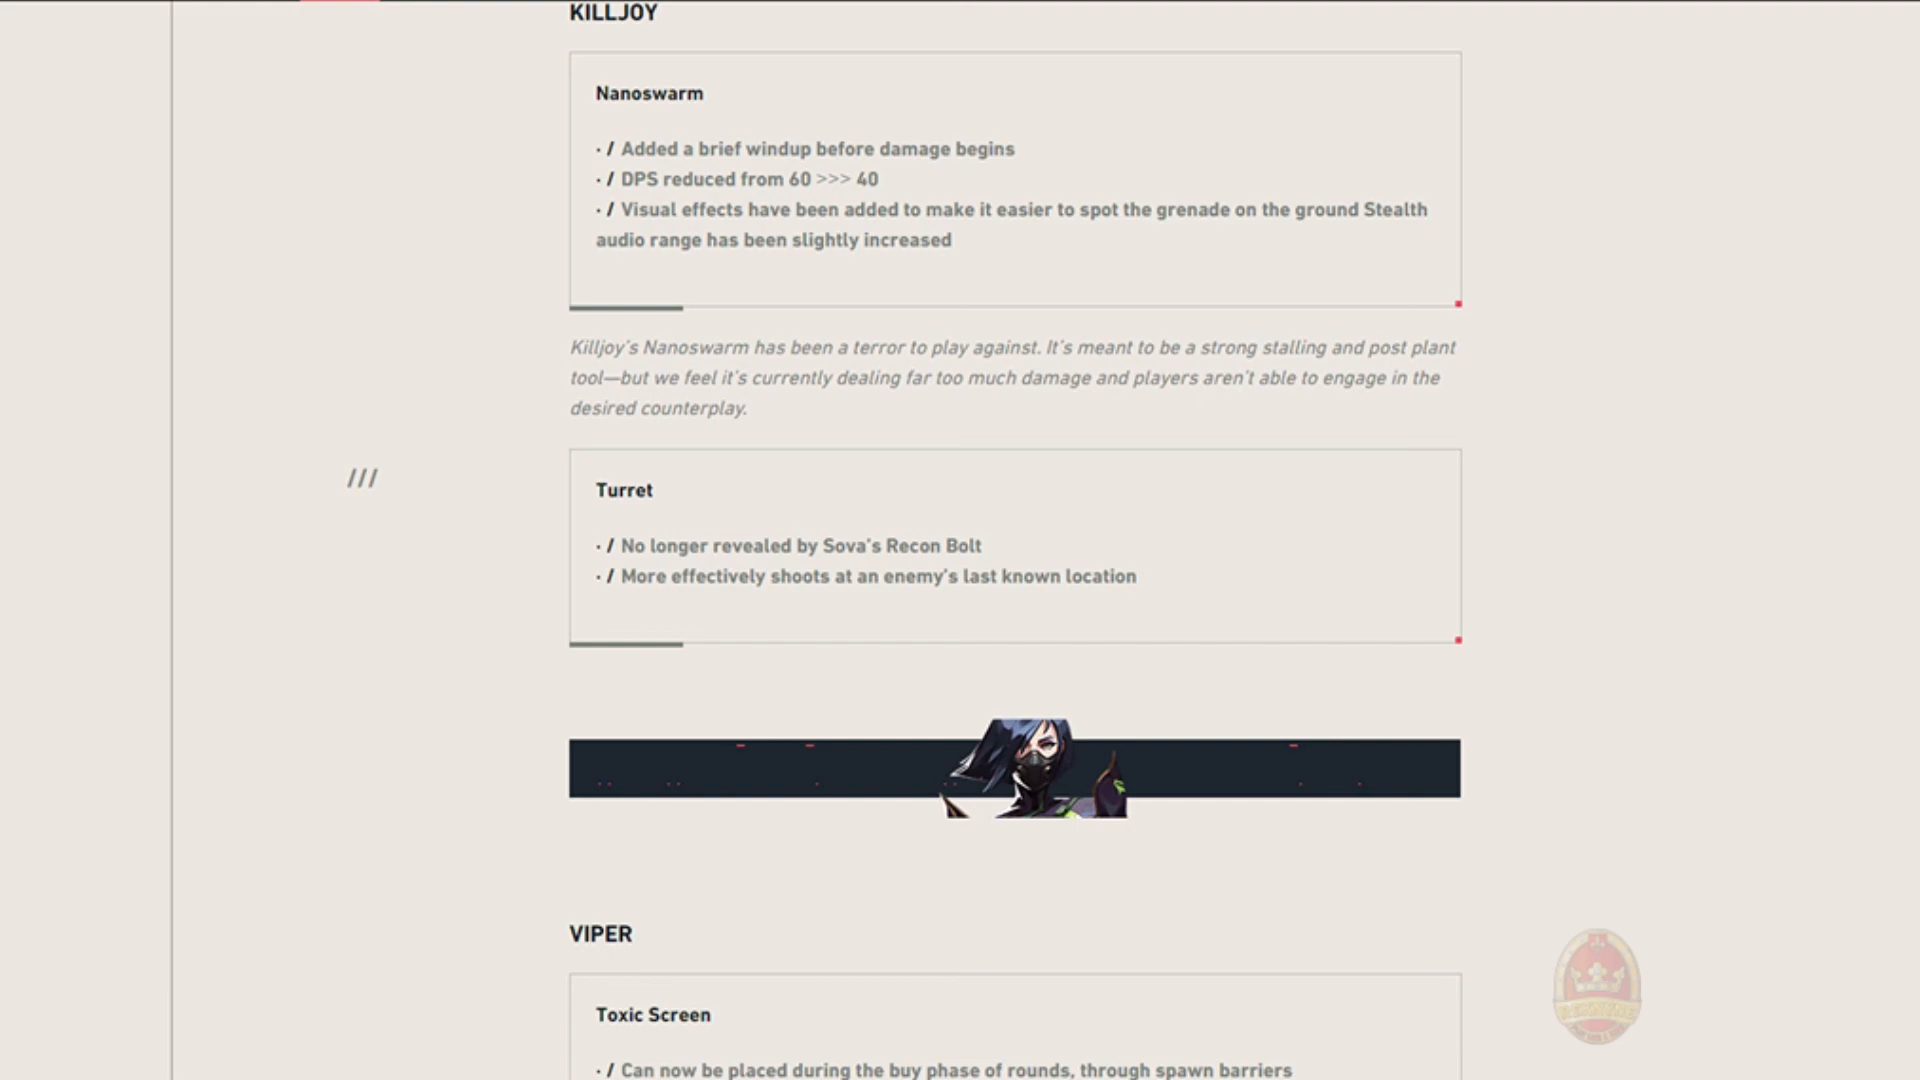 KILLJOY
Nanoswarm
· / Added a brief windup before damage begins
· / DPS reduced from 60 >>> 40
· / Visual effects have been added to make it easier to spot the grenade on the ground Stealth
audio range has been slightly increased
Killjoy's Nanoswarm has been a terror to play against. It's meant to be a strong stalling and post plant
tool—but we feel it's currently dealing far too much damage and players aren't able to engage in the
desired counterplay.
///
Turret
· / No longer revealed by Sova's Recon Bolt
· / More effectively shoots at an enemy's last known location
VIPER
Toxic Screen
· / Can now be placed during the buy phase of rounds, through spawn barriers